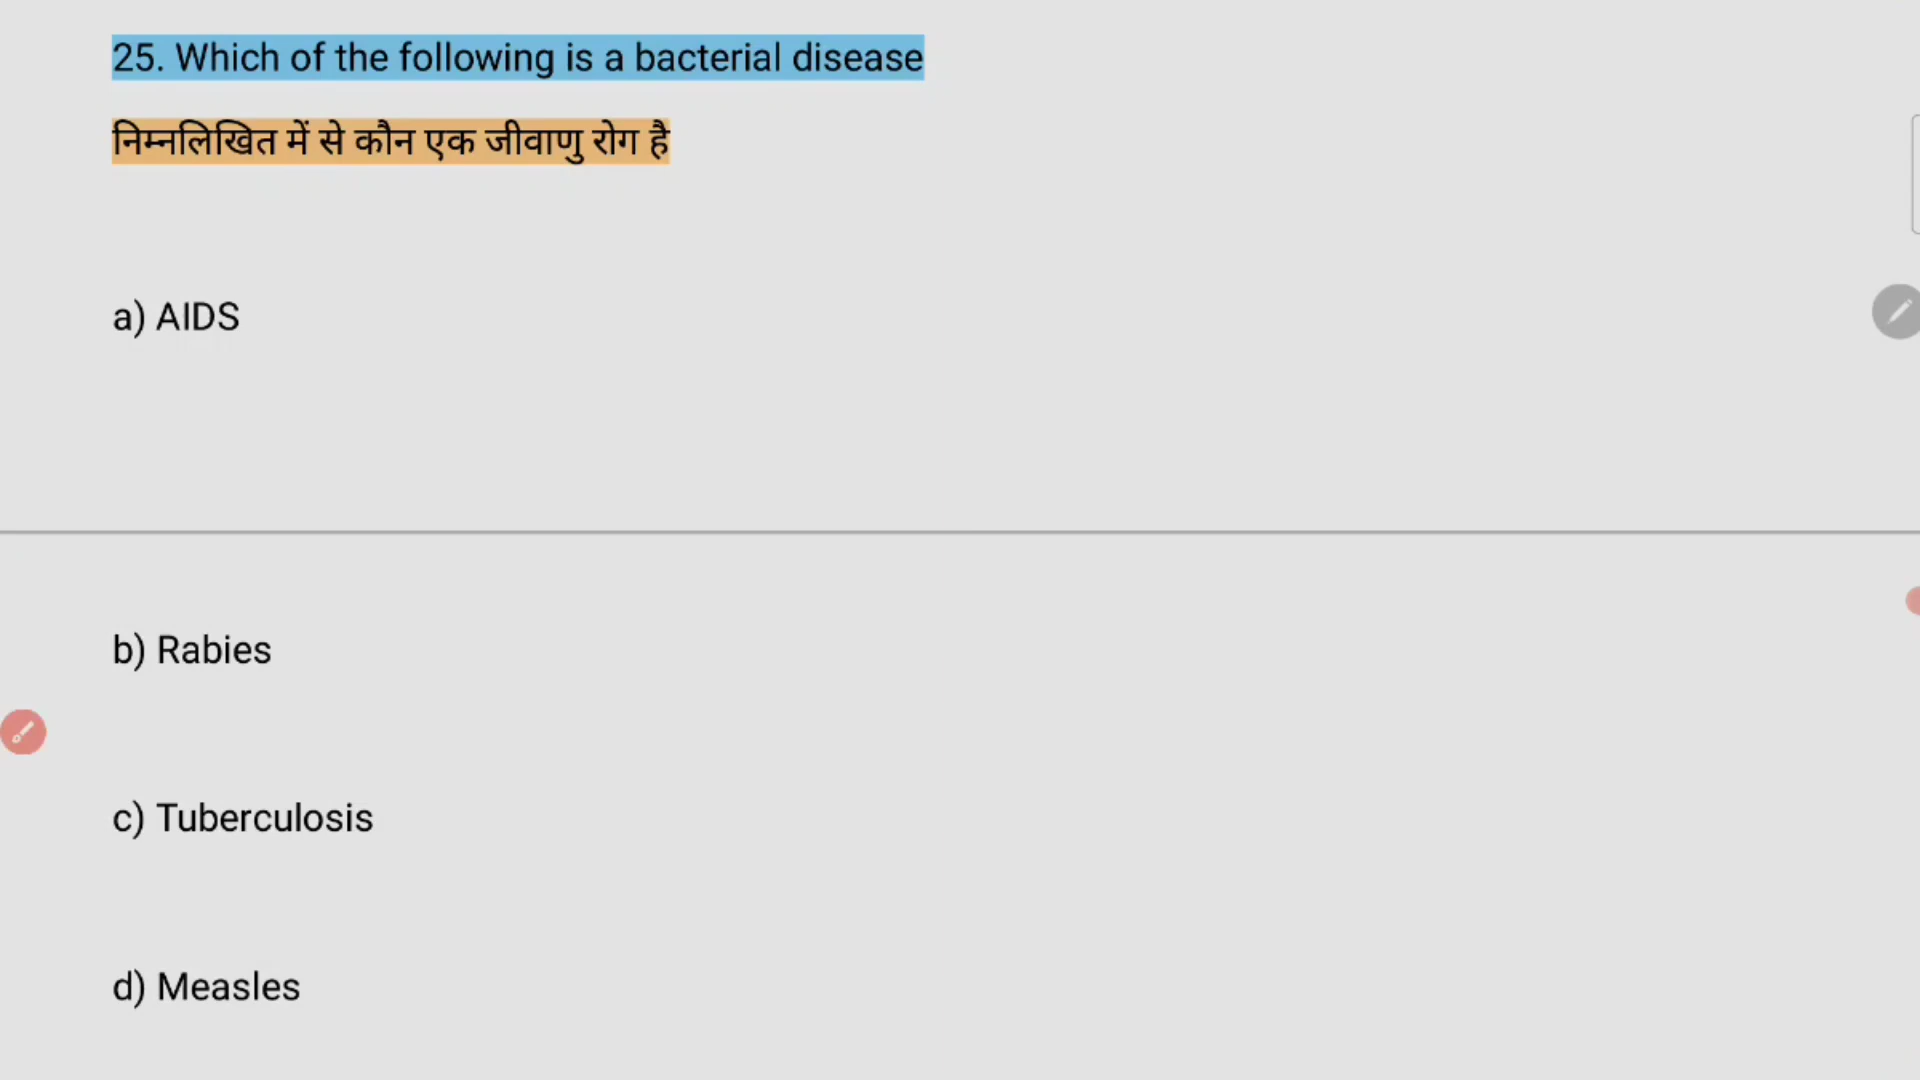 25. Which of the following is a bacterial disease
निम्नलिखित में से कौन एक जीवाणु रोग है
a) AIDS
b) Rabies
c) Tuberculosis
d) Measles